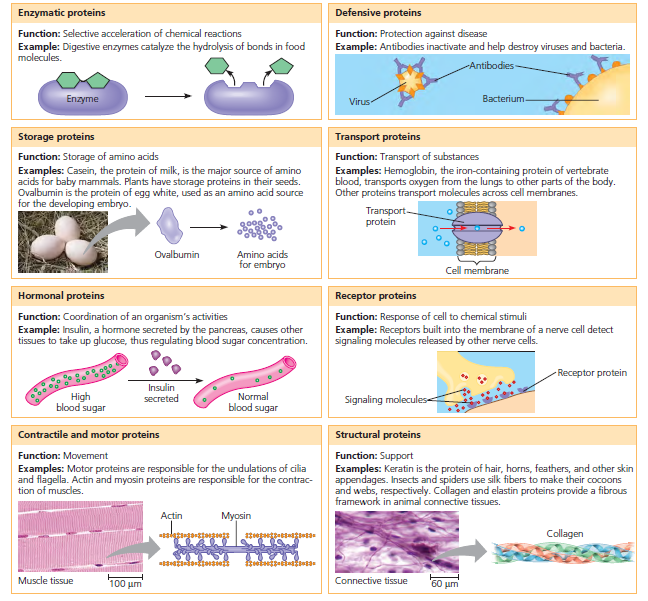 Enzymatic proteins
Function: Selective acceleration of chemical reactions
Example: Digestive enzymes catalyze the hydrolysis of bonds in food
molecules.
Enzyme
Defensive proteins
Function: Protection against disease
Example: Antibodies inactivate and help destroy viruses and bacteria.
Antibodies
Virus
Bacterium
Storage proteins
Function: Storage of amino acids
Examples: Casein, the protein of milk, is the major source of amino
acids for baby mammals. Plants have storage proteins in their seeds.
Ovalbumin is the protein of egg white, used as an amino acid source
for the developing embryo.
Ovalbumin
Amino acids
for embryo
Transport proteins
Function: Transport of substances
Examples: Hemoglobin, the iron-containing protein of vertebrate
blood, transports oxygen from the lungs to other parts of the body.
Other proteins transport molecules across cell membranes.
Transport
protein
Cell membrane
Hormonal proteins
Function: Coordination of an organism's activities
Example: Insulin, a hormone secreted by the pancreas, causes other
tissues to take up glucose, thus regulating blood sugar concentration.
High
blood sugar
Insulin
secreted
Normal
blood sugar
Receptor proteins
Function: Response of cell to chemical stimuli
Example: Receptors built into the membrane of a nerve cell detect
signaling molecules released by other nerve cells.
Receptor protein
Signaling molecules
Contractile and motor proteins
Function: Movement
Examples: Motor proteins are responsible for the undulations of cilia
and flagella. Actin and myosin proteins are responsible for the contrac-
tion of muscles.
Actin
Myosin
Muscle tissue
100 μm
Structural proteins
Function: Support
Examples: Keratin is the protein of hair, horns, feathers, and other skin
appendages. Insects and spiders use silk fibers to make their cocoons
and webs, respectively. Collagen and elastin proteins provide a fibrous
framework in animal connective tissues.
Collagen
Connective tissue
60 μm